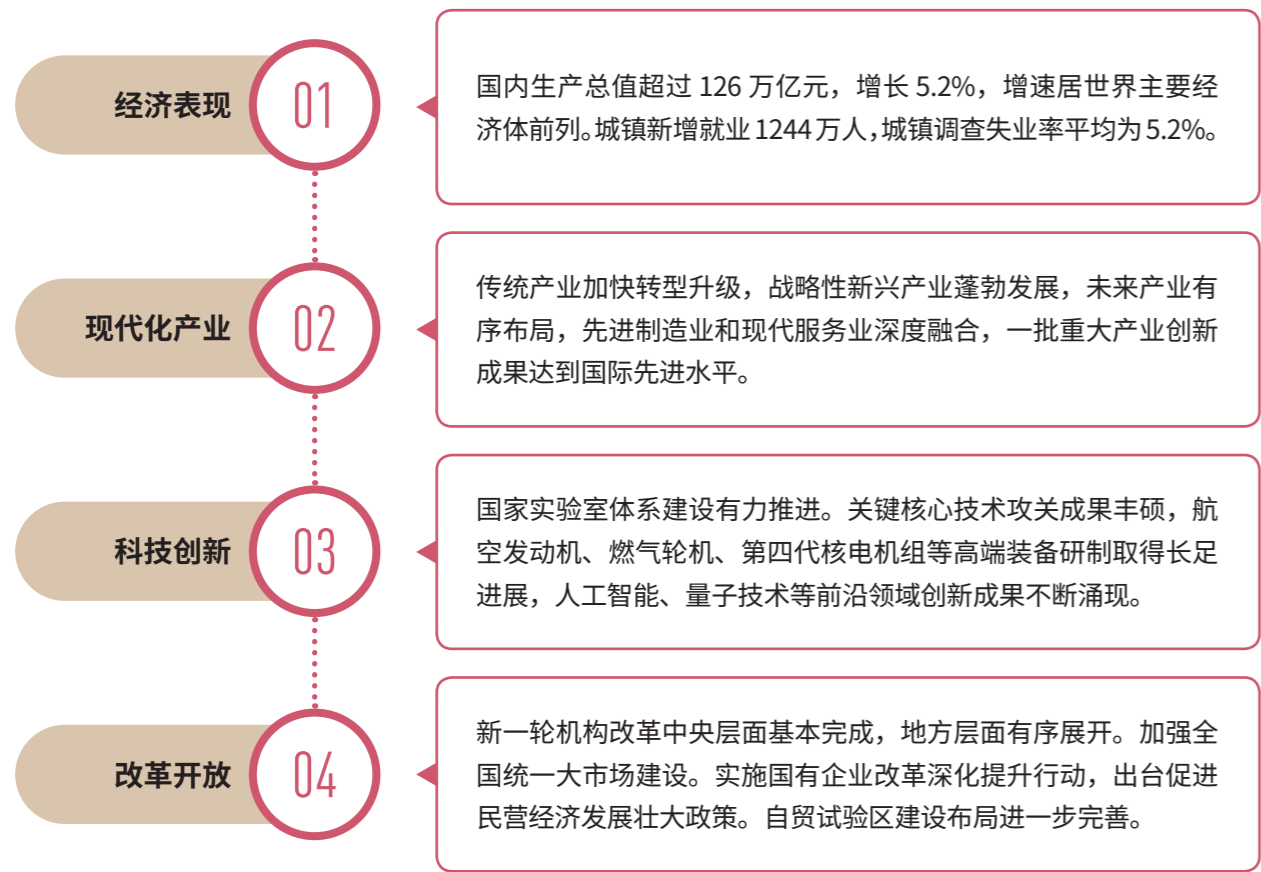 经济表现
01
国内生产总值超过 126 万亿元，增长 5.2%，增速居世界主要经
济体前列。城镇新增就业 1244 万人，城镇调查失业率平均为 5.2%。
现代化产业
02
传统产业加快转型升级，战略性新兴产业蓬勃发展，未来产业有
序布局，先进制造业和现代服务业深度融合，一批重大产业创新
成果达到国际先进水平。
科技创新
03
国家实验室体系建设有力推进。关键核心技术攻关成果丰硕，航
空发动机、燃气轮机、第四代核电机组等高端装备研制取得长足
进展，人工智能、量子技术等前沿领域创新成果不断涌现。
改革开放
04
新一轮机构改革中央层面基本完成，地方层面有序展开。加强全
国统一大市场建设。实施国有企业改革深化提升行动，出台促进
民营经济发展壮大政策。自贸试验区建设布局进一步完善。